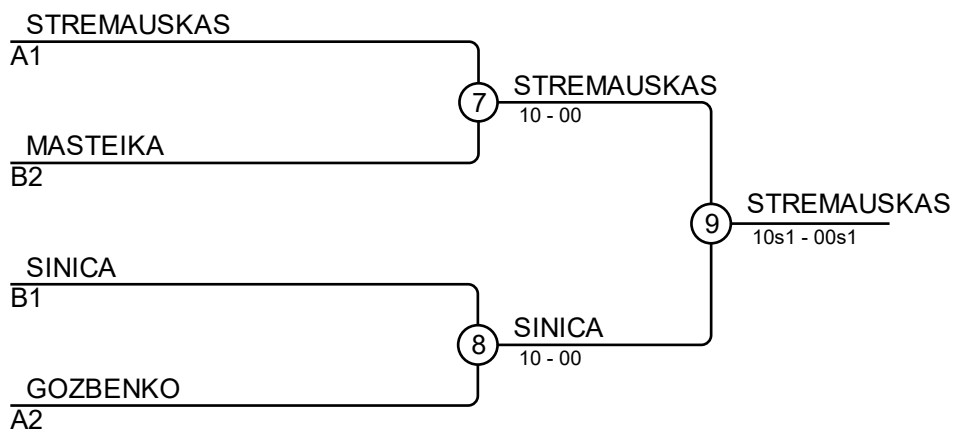 STREMAUSKAS
A1
7
STREMAUSKAS
10 - 00
MASTEIKA
B2
9
STREMAUSKAS
10s1 - 00s1
SINICA
B1
8
SINICA
10 - 00
GOZBENKO
A2